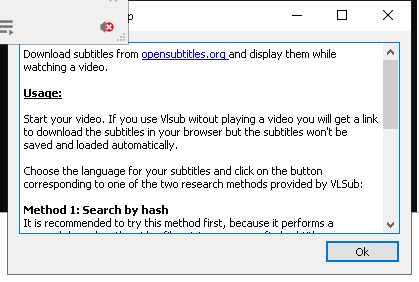 p
Download subtitles from opensubtitles.org and display them while
watching a video.
Usage:
Start your video. If you use Vlsub witout playing a video you will get a link
to download the subtitles in your browser but the subtitles won't be
saved and loaded automatically.
Choose the language for your subtitles and click on the button
corresponding to one of the two research methods provided by VLSub:
Method 1: Search by hash
It is recommended to try this method first, because it performs a
Ok